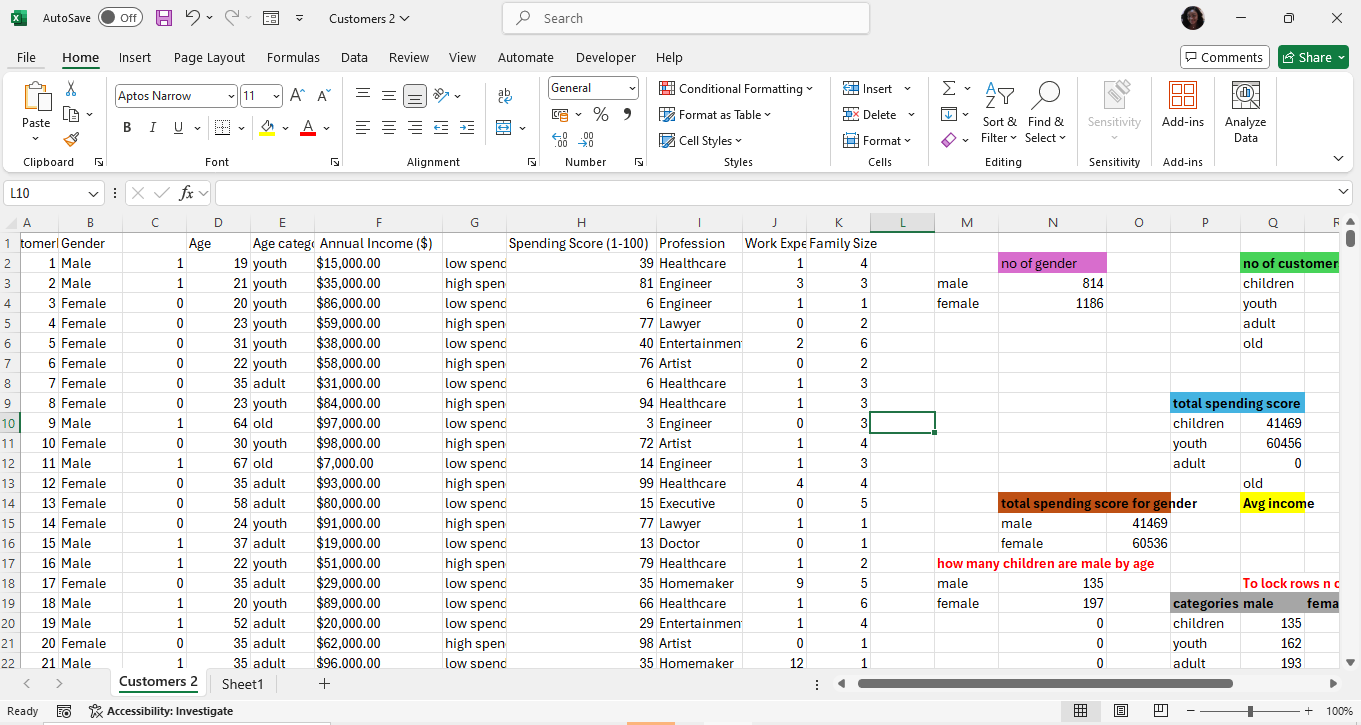 AutoSave Off Customers 2 Search
File Home Insert Page Layout Formulas Data Review View Automate Developer Help Comments Share
Paste Aptos Narrow 11 A A ab General Conditional Formatting Insert Sort & Find & Sensitivity Add-ins Analyze
B I U A % Format as Table Delete Filter Select Data
Cell Styles Format
Clipboard Font Alignment Number Styles Cells Editing Sensitivity Add-ins
L10 fx
A B C D E F G H I J K L M N O P Q R
1 tomerI Gender Age Age catego Annual Income ($) Spending Score (1-100) Profession Work Expe Family Size
2 1 Male 1 19 youth $15,000.00 low spend 39 Healthcare 1 4 no of gender no of customer
3 2 Male 1 21 youth $35,000.00 high spen 81 Engineer 3 3 male 814 children
4 3 Female 0 20 youth $86,000.00 low spend 6 Engineer 1 1 female 1186 youth
5 4 Female 0 23 youth $59,000.00 high spen 77 Lawyer 0 2 adult
6 5 Female 0 31 youth $38,000.00 low spend 40 Entertainmen 2 6 old
7 6 Female 0 22 youth $58,000.00 high spen 76 Artist 0 2
8 7 Female 0 35 adult $31,000.00 low spend 6 Healthcare 1 3
9 8 Female 0 23 youth $84,000.00 high spen 94 Healthcare 1 3 total spending score
10 9 Male 1 64 old $97,000.00 low spend 3 Engineer 0 3 children 41469
11 10 Female 0 30 youth $98,000.00 high spen 72 Artist 1 4 youth 60456
12 11 Male 1 67 old $7,000.00 low spend 14 Engineer 1 3 adult 0
13 12 Female 0 35 adult $93,000.00 high spen 99 Healthcare 4 4 old
14 13 Female 0 58 adult $80,000.00 low spend 15 Executive 0 5 total spending score for gender Avg income
15 14 Female 0 24 youth $91,000.00 high spen 77 Lawyer 1 1 male 41469
16 15 Male 1 37 adult $19,000.00 low spend 13 Doctor 0 1 female 60536
17 16 Male 1 22 youth $51,000.00 high spen 79 Healthcare 1 2 how many children are male by age
18 17 Female 0 35 adult $29,000.00 low spend 35 Homemaker 9 5 male 135 To lock rows n c
19 18 Male 1 20 youth $89,000.00 low spend 66 Healthcare 1 6 female 197 categories male fema
20 19 Male 1 52 adult $20,000.00 low spend 29 Entertainmen 1 4 0 children 135
21 20 Female 0 35 adult $62,000.00 high spen 98 Artist 0 1 0 youth 162
22 21 Male 1 35 adult $96,000.00 low spend 35 Homemaker 12 1 0 adult 193
Customers 2 Sheet1
Ready Accessibility: Investigate 100%